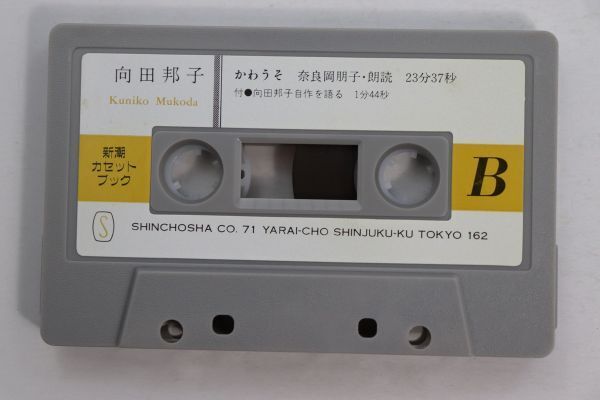 向田邦子
Kuniko Mukoda
かわうそ 奈良岡朋子・朗読 23分37秒
付●向田邦子自作を語る 1分44秒
新潮
カセット
ブック
B
S
SHINCHOSHA CO. 71 YARAI-CHO SHINJUKU-KU TOKYO 162